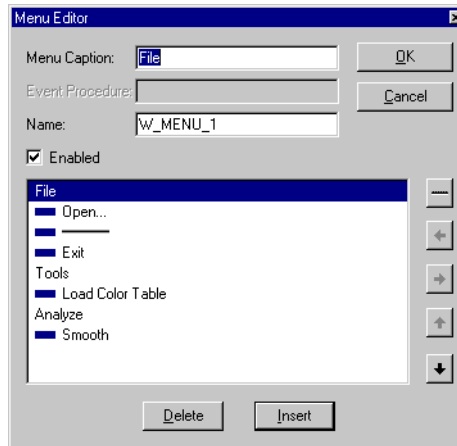 Menu Editor
Menu Caption: File
OK
Event Procedure:
Cancel
Name: W_MENU_1
Enabled
File
Open...
Exit
Tools
Load Color Table
Analyze
Smooth
Delete Insert